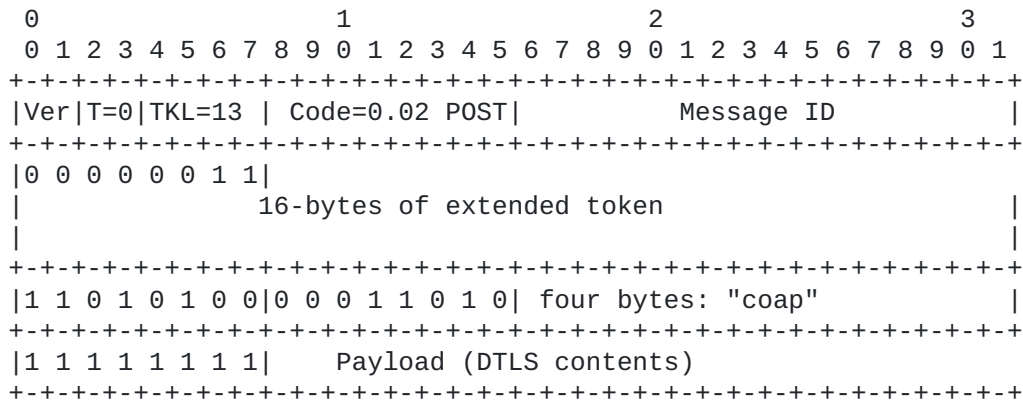 0                   1                   2                   3
 0 1 2 3 4 5 6 7 8 9 0 1 2 3 4 5 6 7 8 9 0 1 2 3 4 5 6 7 8 9 0 1
+-+-+-+-+-+-+-+-+-+-+-+-+-+-+-+-+-+-+-+-+-+-+-+-+-+-+-+-+-+-+-+-+
|Ver|T=0|TKL=13 | Code=0.02 POST|          Message ID           |
+-+-+-+-+-+-+-+-+-+-+-+-+-+-+-+-+-+-+-+-+-+-+-+-+-+-+-+-+-+-+-+-+
|0 0 0 0 0 0 1 1|
|               16-bytes of extended token                      |
|                                                               |
+-+-+-+-+-+-+-+-+-+-+-+-+-+-+-+-+-+-+-+-+-+-+-+-+-+-+-+-+-+-+-+-+
|1 1 0 1 0 1 0 0|0 0 0 1 1 0 1 0| four bytes: "coap"            |
+-+-+-+-+-+-+-+-+-+-+-+-+-+-+-+-+-+-+-+-+-+-+-+-+-+-+-+-+-+-+-+-+
|1 1 1 1 1 1 1 1|    Payload (DTLS contents)
+-+-+-+-+-+-+-+-+-+-+-+-+-+-+-+-+-+-+-+-+-+-+-+-+-+-+-+-+-+-+-+-+